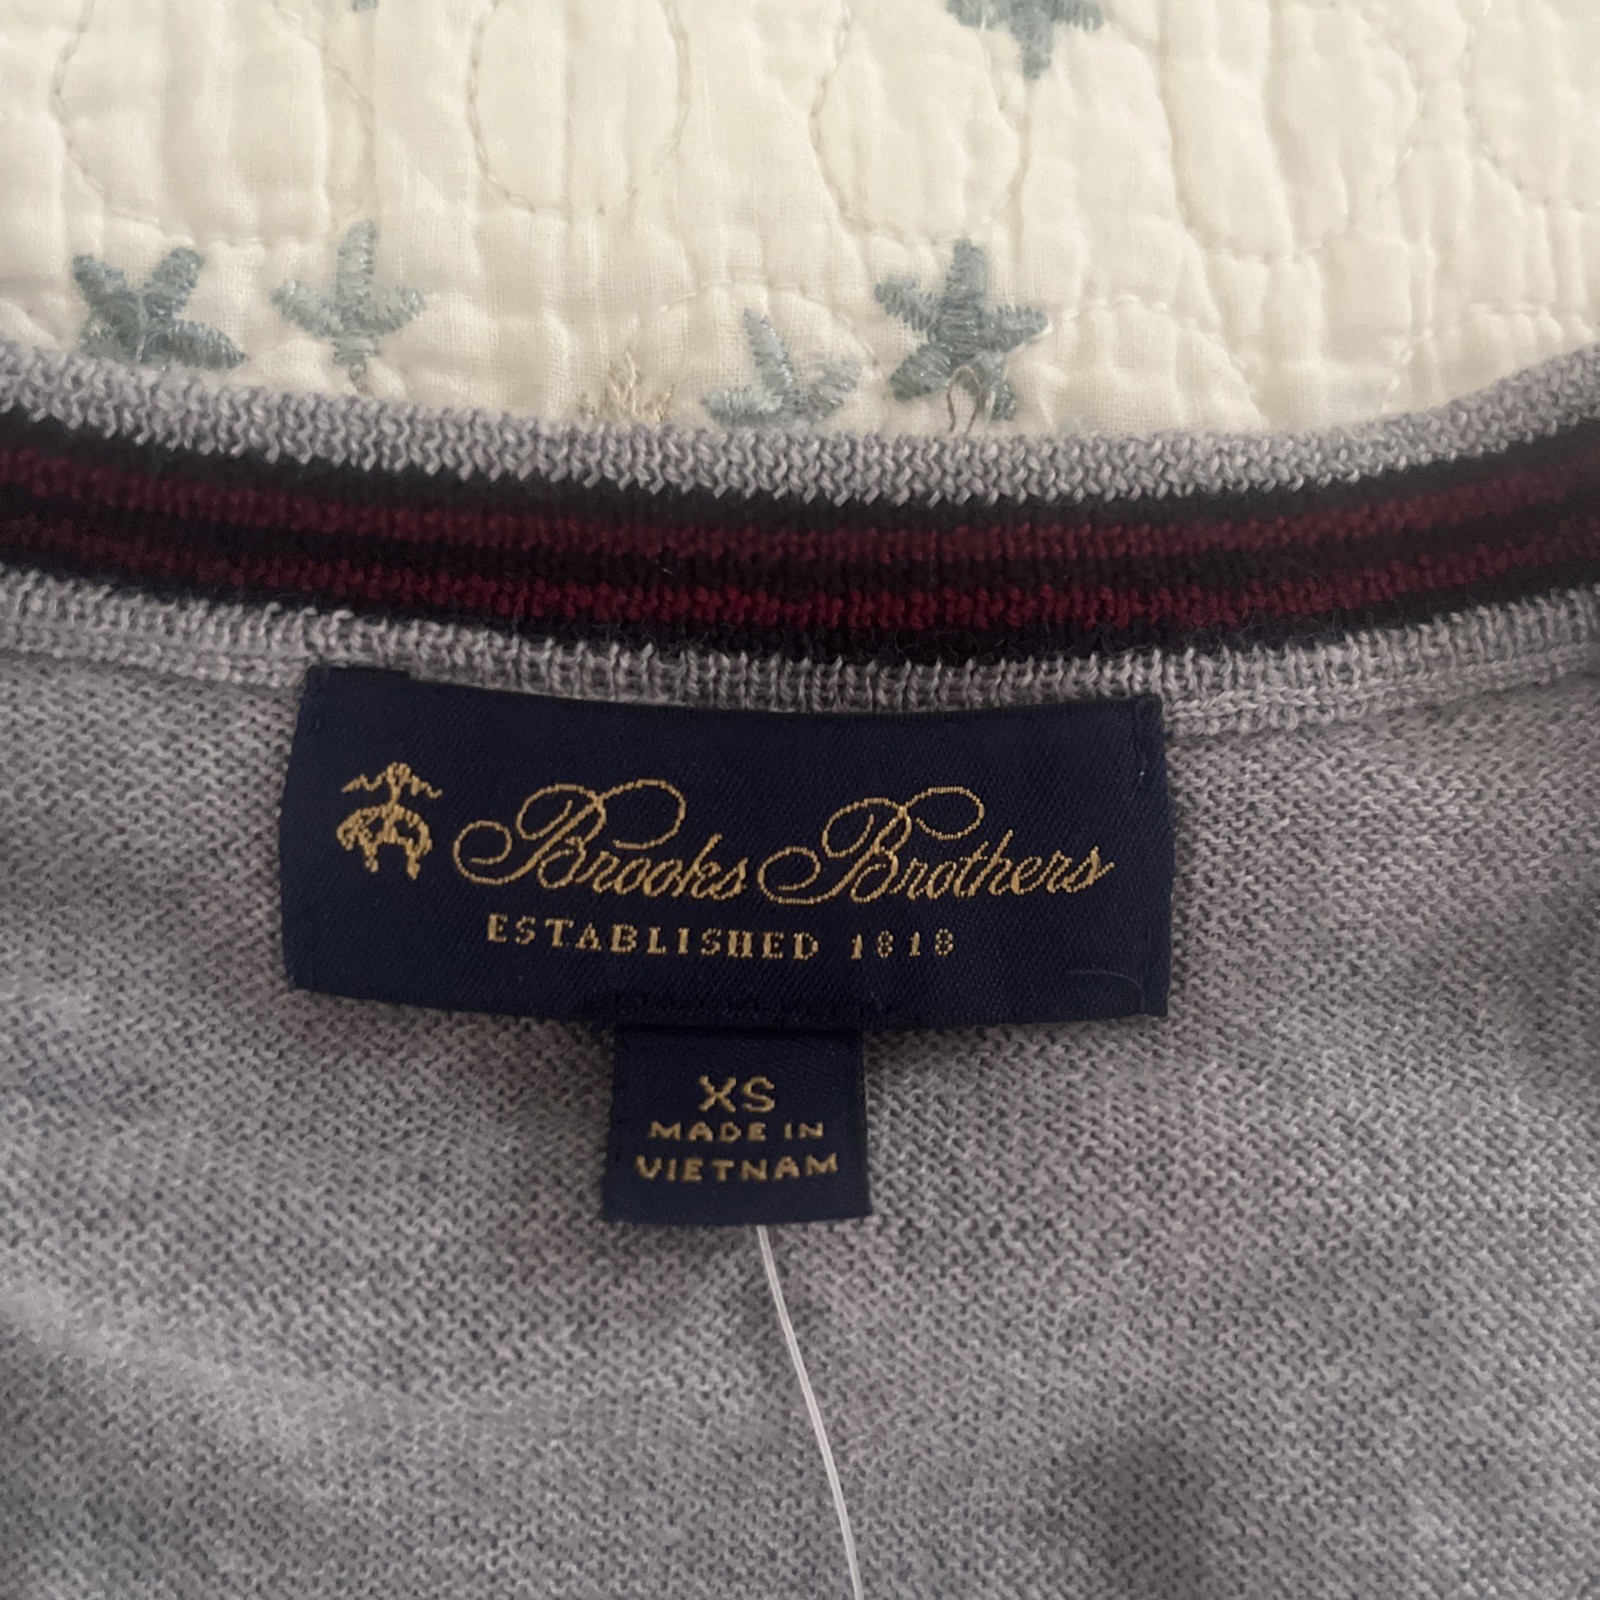 Brooks Brothers
ESTABLISHED 1818
XS
MADE IN
VIETNAM